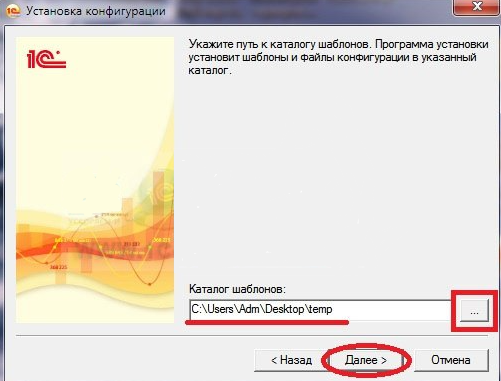 Установка конфигурации
1С
Укажите путь к каталогу шаблонов. Программа установки
установит шаблоны и файлы конфигурации в указанный
каталог.
Каталог шаблонов:
C:\Users\Adm\Desktop\temp
...
< Назад
Далее >
Отмена